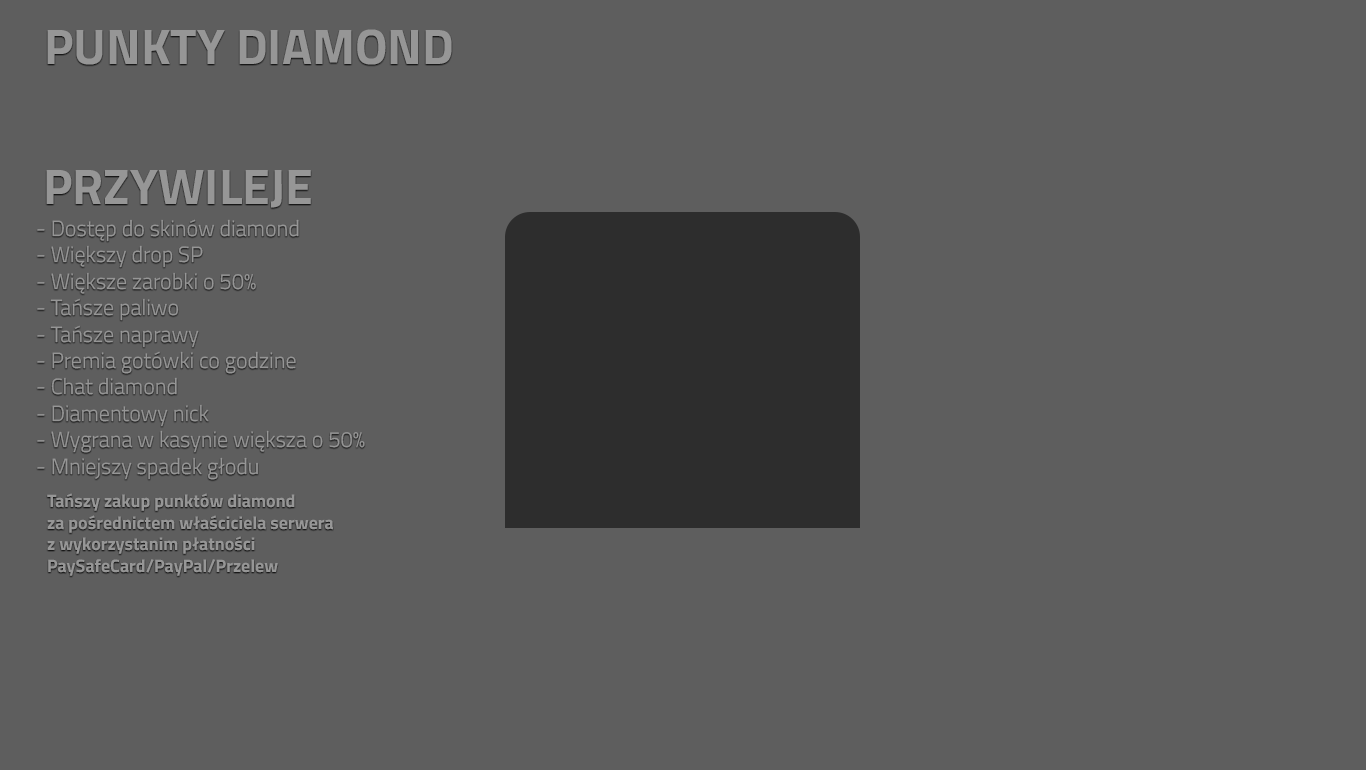 PUNKTY DIAMOND
PRZYWILEJE
- Dostęp do skinów diamond
- Większy drop SP
- Większe zarobki o 50%
- Tańsze paliwo
- Tańsze naprawy
- Premia gotówki co godzine
- Chat diamond
- Diamentowy nick
- Wygrana w kasynie większa o 50%
- Mniejszy spadek głodu
Tańszy zakup punktów diamond
za pośrednictem właściciela serwera
z wykorzystanim płatności
PaySafeCard/PayPal/Przelew